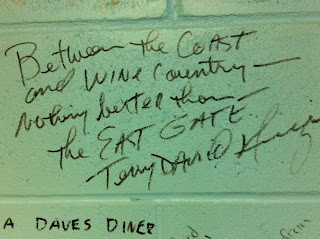 Between the Coast
and Wine Country—
Nothing better than—
the EAST GATE
—Terry DAVID
A DAVES DINER